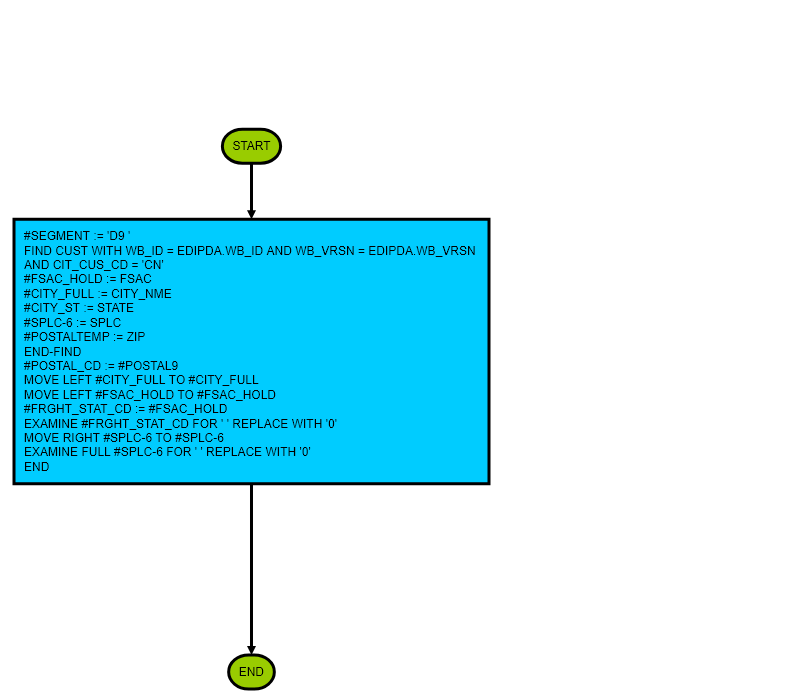 START
#SEGMENT := 'D9 '
FIND CUST WITH WB_ID = EDIPDA.WB_ID AND WB_VRSN = EDIPDA.WB_VRSN
AND CIT_CUS_CD = 'CN'
#FSAC_HOLD := FSAC
#CITY_FULL := CITY_NME
#CITY_ST := STATE
#SPLC-6 := SPLC
#POSTALTEMP := ZIP
END-FIND
#POSTAL_CD := #POSTAL9
MOVE LEFT #CITY_FULL TO #CITY_FULL
MOVE LEFT #FSAC_HOLD TO #FSAC_HOLD
#FRGHT_STAT_CD := #FSAC_HOLD
EXAMINE #FRGHT_STAT_CD FOR ' ' REPLACE WITH '0'
MOVE RIGHT #SPLC-6 TO #SPLC-6
EXAMINE FULL #SPLC-6 FOR ' ' REPLACE WITH '0'
END
END